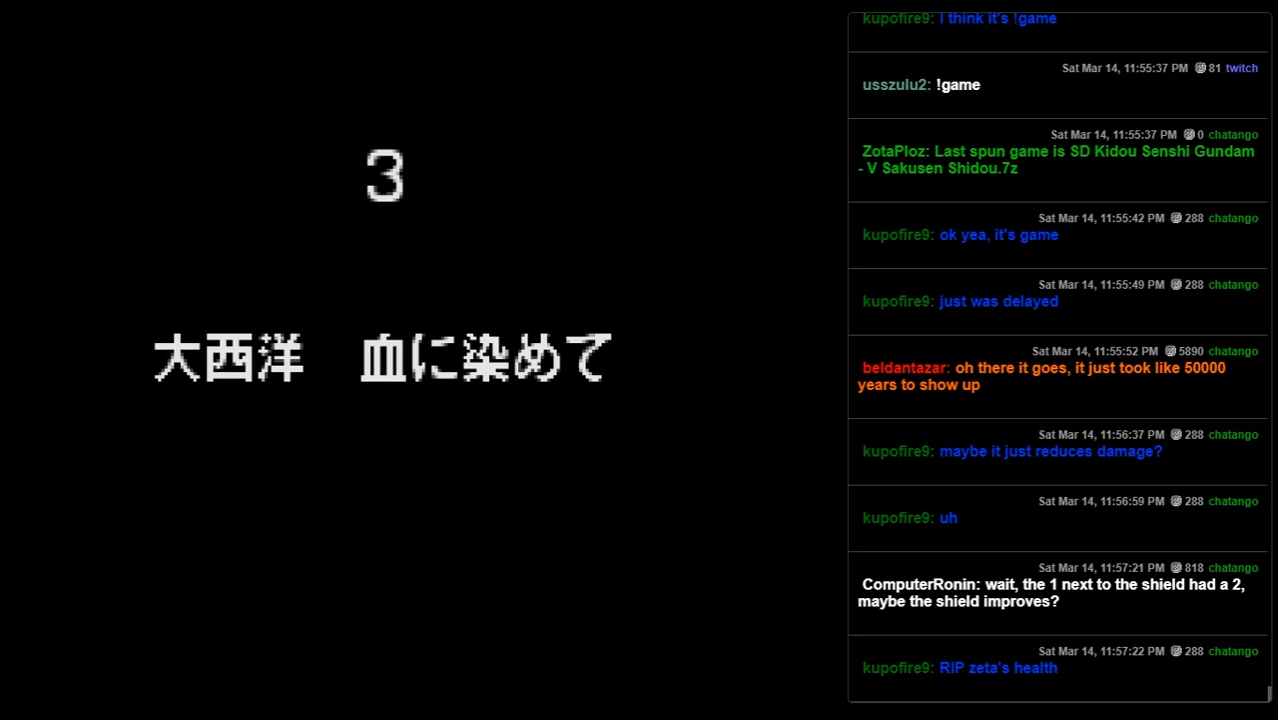 3
大西洋　血に染めて
kupofire9: I think it's !game
Sat Mar 14, 11:55:37 PM 81 twitch
usszulu2: !game
Sat Mar 14, 11:55:37 PM 0 chatango
ZotaPloz: Last spun game is SD Kidou Senshi Gundam
- V Sakusen Shidou.7z
Sat Mar 14, 11:55:42 PM 288 chatango
kupofire9: ok yea, it's game
Sat Mar 14, 11:55:49 PM 288 chatango
kupofire9: just was delayed
Sat Mar 14, 11:55:52 PM 5890 chatango
beldantazar: oh there it goes, it just took like 50000
years to show up
Sat Mar 14, 11:56:37 PM 288 chatango
kupofire9: maybe it just reduces damage?
Sat Mar 14, 11:56:59 PM 288 chatango
kupofire9: uh
Sat Mar 14, 11:57:21 PM 818 chatango
ComputerRonin: wait, the 1 next to the shield had a 2,
maybe the shield improves?
Sat Mar 14, 11:57:22 PM 288 chatango
kupofire9: RIP zeta's health